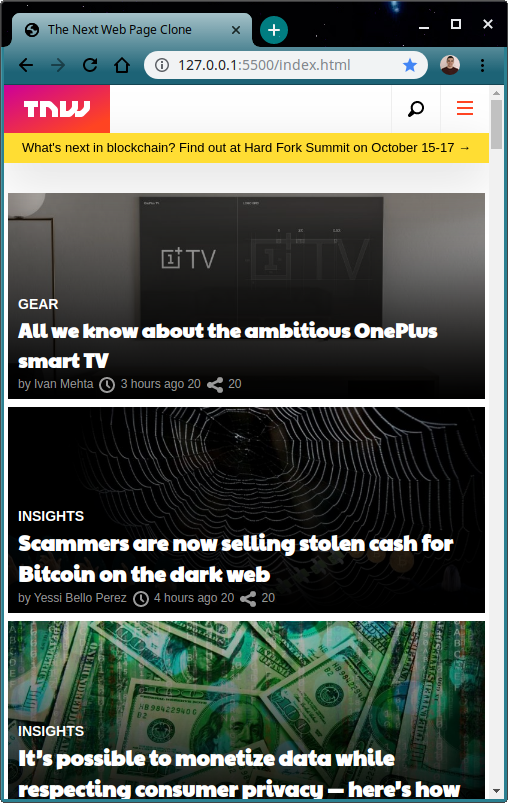 The Next Web Page Clone
127.0.0.1:5500/index.html
TNW
What's next in blockchain? Find out at Hard Fork Summit on October 15-17 →
TV
GEAR
All we know about the ambitious OnePlus
smart TV
by Ivan Mehta 3 hours ago 20 20
INSIGHTS
Scammers are now selling stolen cash for
Bitcoin on the dark web
by Yessi Bello Perez 4 hours ago 20 20
HB 98904540 G
INSIGHTS
It's possible to monetize data while
respecting consumer privacy — here's how